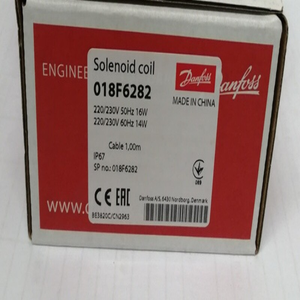 Solenoid coil
018F6282
220/230V 50Hz 16W
220/230V 60Hz 14W
Cable 1,00m
IP67
SP no.: 018F6282
Danfoss
MADE IN CHINA
ENGINEE
anfoss
CE EAC
Danfoss A/S, 6430 Nordborg, Denmark
www.d